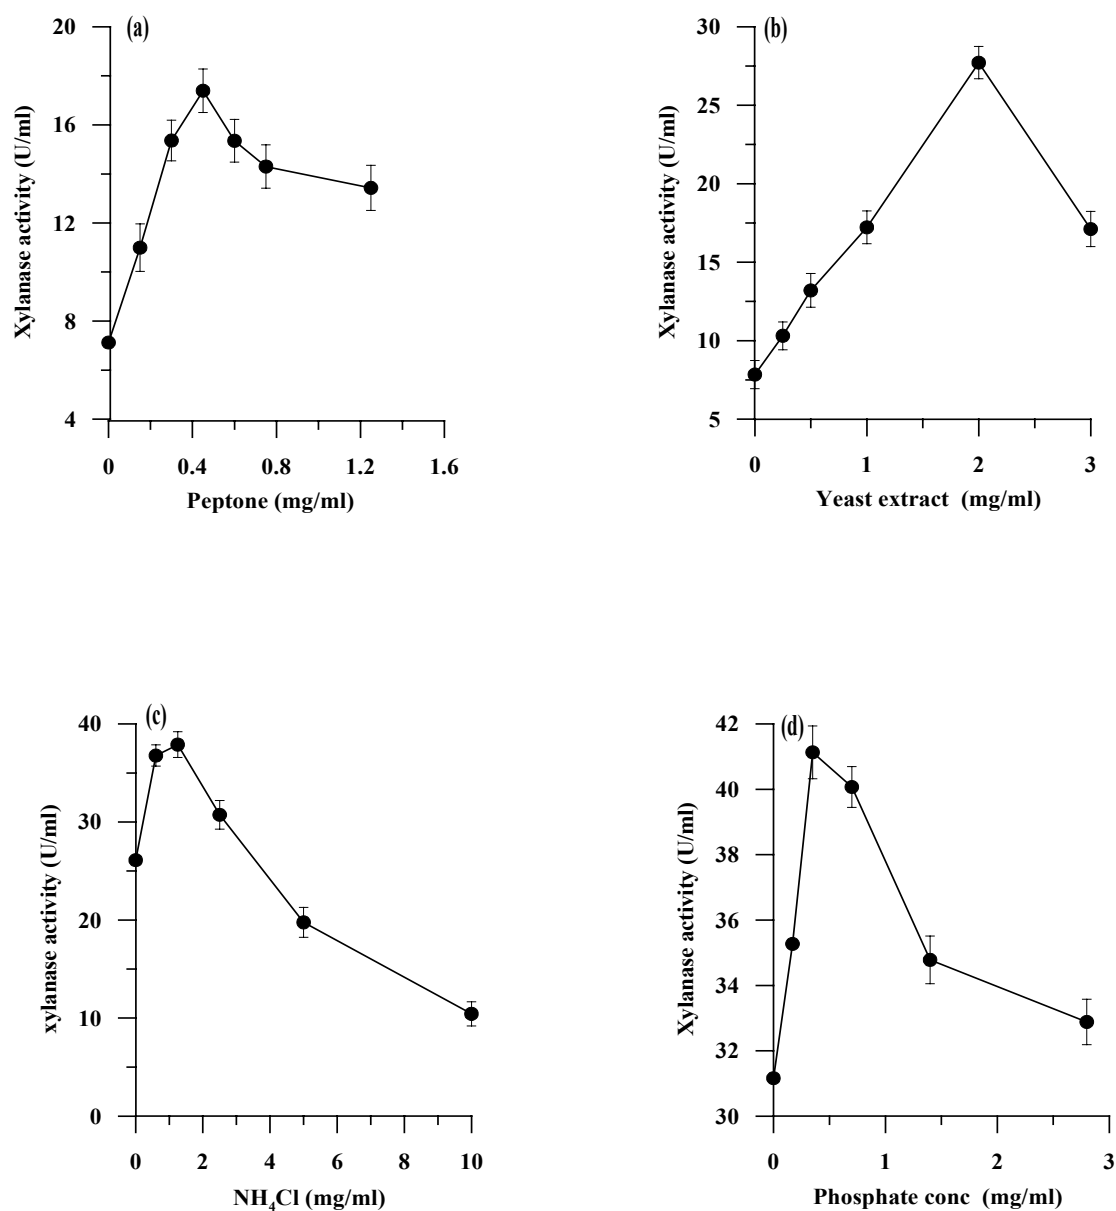 (a)
20
16
12
8
4
Xylanase activity (U/ml)
0 0.4 0.8 1.2 1.6
Peptone (mg/ml)
(b)
30
25
20
15
10
5
Xylanase activity (U/ml)
0 1 2 3
Yeast extract (mg/ml)
(c)
40
30
20
10
0
xylanase activity (U/ml)
0 2 4 6 8 10
NH₄Cl (mg/ml)
(d)
42
40
38
36
34
32
30
Xylanase activity (U/ml)
0 1 2 3
Phosphate conc (mg/ml)